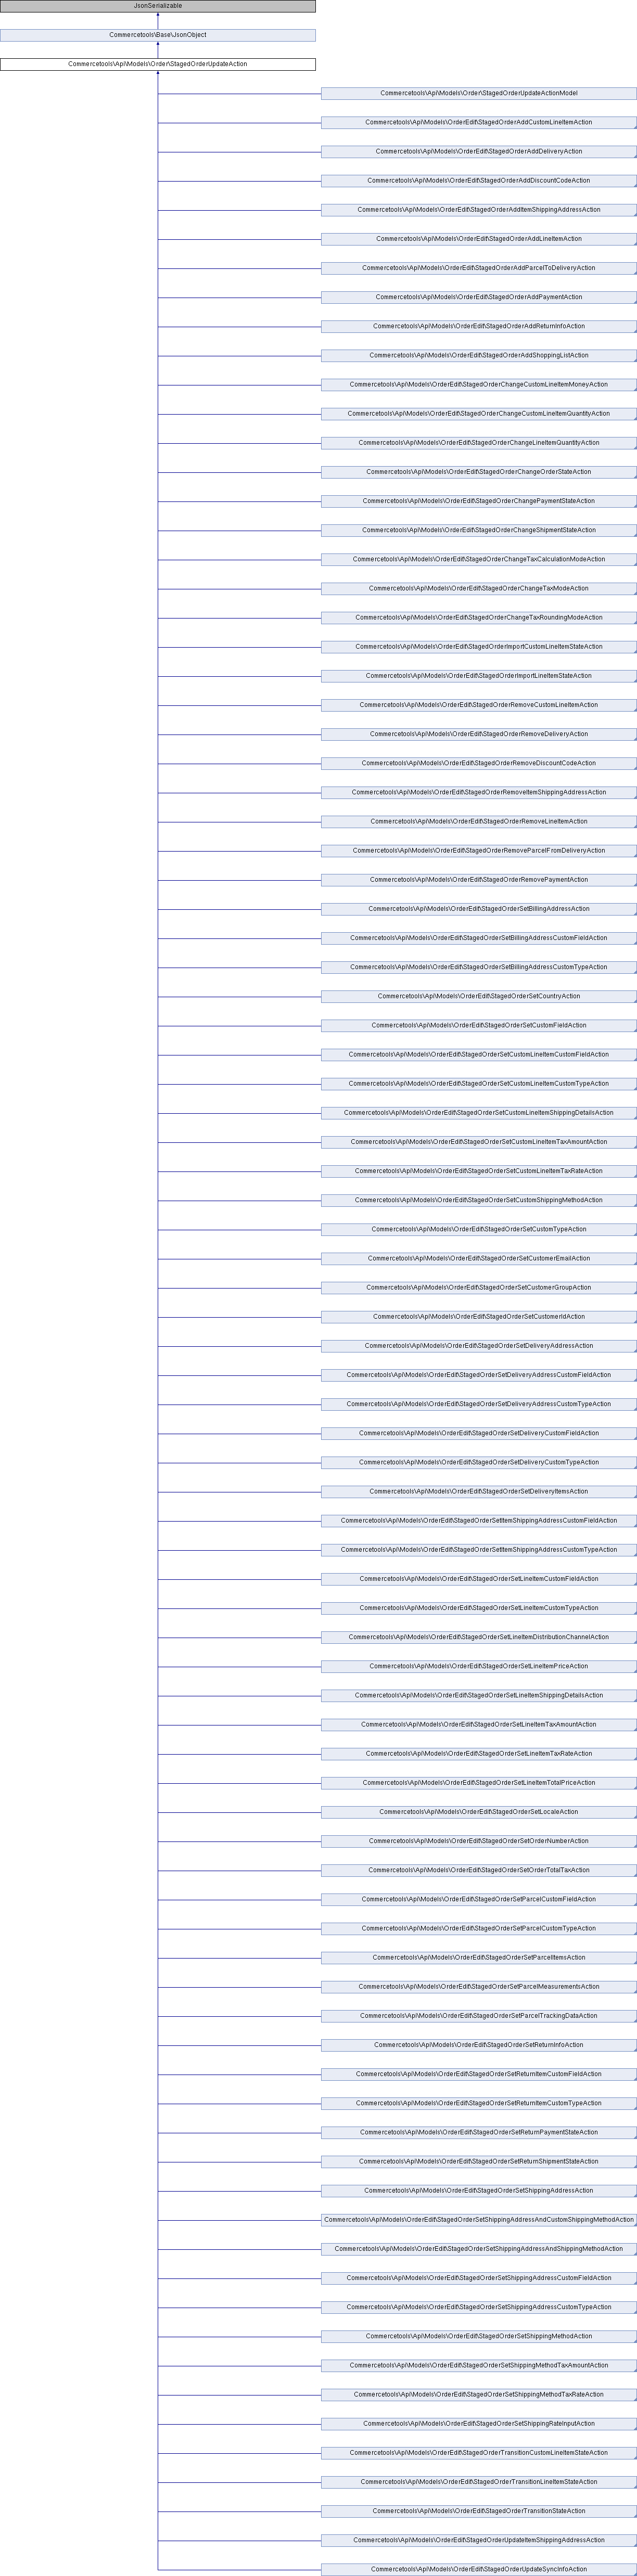 JsonSerializable
Commercetools\Base\JsonObject
Commercetools\Api\Models\Order\StagedOrderUpdateAction
Commercetools\Api\Models\Order\StagedOrderUpdateActionModel
Commercetools\Api\Models\OrderEdit\StagedOrderAddCustomLineItemAction
Commercetools\Api\Models\OrderEdit\StagedOrderAddDeliveryAction
Commercetools\Api\Models\OrderEdit\StagedOrderAddDiscountCodeAction
Commercetools\Api\Models\OrderEdit\StagedOrderAddItemShippingAddressAction
Commercetools\Api\Models\OrderEdit\StagedOrderAddLineItemAction
Commercetools\Api\Models\OrderEdit\StagedOrderAddParcelToDeliveryAction
Commercetools\Api\Models\OrderEdit\StagedOrderAddPaymentAction
Commercetools\Api\Models\OrderEdit\StagedOrderAddReturnInfoAction
Commercetools\Api\Models\OrderEdit\StagedOrderAddShoppingListAction
Commercetools\Api\Models\OrderEdit\StagedOrderChangeCustomLineItemMoneyAction
Commercetools\Api\Models\OrderEdit\StagedOrderChangeCustomLineItemQuantityAction
Commercetools\Api\Models\OrderEdit\StagedOrderChangeLineItemQuantityAction
Commercetools\Api\Models\OrderEdit\StagedOrderChangeOrderStateAction
Commercetools\Api\Models\OrderEdit\StagedOrderChangePaymentStateAction
Commercetools\Api\Models\OrderEdit\StagedOrderChangeShipmentStateAction
Commercetools\Api\Models\OrderEdit\StagedOrderChangeTaxCalculationModeAction
Commercetools\Api\Models\OrderEdit\StagedOrderChangeTaxModeAction
Commercetools\Api\Models\OrderEdit\StagedOrderChangeTaxRoundingModeAction
Commercetools\Api\Models\OrderEdit\StagedOrderImportCustomLineItemStateAction
Commercetools\Api\Models\OrderEdit\StagedOrderImportLineItemStateAction
Commercetools\Api\Models\OrderEdit\StagedOrderRemoveCustomLineItemAction
Commercetools\Api\Models\OrderEdit\StagedOrderRemoveDeliveryAction
Commercetools\Api\Models\OrderEdit\StagedOrderRemoveDiscountCodeAction
Commercetools\Api\Models\OrderEdit\StagedOrderRemoveItemShippingAddressAction
Commercetools\Api\Models\OrderEdit\StagedOrderRemoveLineItemAction
Commercetools\Api\Models\OrderEdit\StagedOrderRemoveParcelFromDeliveryAction
Commercetools\Api\Models\OrderEdit\StagedOrderRemovePaymentAction
Commercetools\Api\Models\OrderEdit\StagedOrderSetBillingAddressAction
Commercetools\Api\Models\OrderEdit\StagedOrderSetBillingAddressCustomFieldAction
Commercetools\Api\Models\OrderEdit\StagedOrderSetBillingAddressCustomTypeAction
Commercetools\Api\Models\OrderEdit\StagedOrderSetCountryAction
Commercetools\Api\Models\OrderEdit\StagedOrderSetCustomFieldAction
Commercetools\Api\Models\OrderEdit\StagedOrderSetCustomLineItemCustomFieldAction
Commercetools\Api\Models\OrderEdit\StagedOrderSetCustomLineItemCustomTypeAction
Commercetools\Api\Models\OrderEdit\StagedOrderSetCustomLineItemShippingDetailsAction
Commercetools\Api\Models\OrderEdit\StagedOrderSetCustomLineItemTaxAmountAction
Commercetools\Api\Models\OrderEdit\StagedOrderSetCustomLineItemTaxRateAction
Commercetools\Api\Models\OrderEdit\StagedOrderSetCustomShippingMethodAction
Commercetools\Api\Models\OrderEdit\StagedOrderSetCustomTypeAction
Commercetools\Api\Models\OrderEdit\StagedOrderSetCustomerEmailAction
Commercetools\Api\Models\OrderEdit\StagedOrderSetCustomerGroupAction
Commercetools\Api\Models\OrderEdit\StagedOrderSetCustomerIdAction
Commercetools\Api\Models\OrderEdit\StagedOrderSetDeliveryAddressAction
Commercetools\Api\Models\OrderEdit\StagedOrderSetDeliveryAddressCustomFieldAction
Commercetools\Api\Models\OrderEdit\StagedOrderSetDeliveryAddressCustomTypeAction
Commercetools\Api\Models\OrderEdit\StagedOrderSetDeliveryCustomFieldAction
Commercetools\Api\Models\OrderEdit\StagedOrderSetDeliveryCustomTypeAction
Commercetools\Api\Models\OrderEdit\StagedOrderSetDeliveryItemsAction
Commercetools\Api\Models\OrderEdit\StagedOrderSetItemShippingAddressCustomFieldAction
Commercetools\Api\Models\OrderEdit\StagedOrderSetItemShippingAddressCustomTypeAction
Commercetools\Api\Models\OrderEdit\StagedOrderSetLineItemCustomFieldAction
Commercetools\Api\Models\OrderEdit\StagedOrderSetLineItemCustomTypeAction
Commercetools\Api\Models\OrderEdit\StagedOrderSetLineItemDistributionChannelAction
Commercetools\Api\Models\OrderEdit\StagedOrderSetLineItemPriceAction
Commercetools\Api\Models\OrderEdit\StagedOrderSetLineItemShippingDetailsAction
Commercetools\Api\Models\OrderEdit\StagedOrderSetLineItemTaxAmountAction
Commercetools\Api\Models\OrderEdit\StagedOrderSetLineItemTaxRateAction
Commercetools\Api\Models\OrderEdit\StagedOrderSetLineItemTotalPriceAction
Commercetools\Api\Models\OrderEdit\StagedOrderSetLocaleAction
Commercetools\Api\Models\OrderEdit\StagedOrderSetOrderNumberAction
Commercetools\Api\Models\OrderEdit\StagedOrderSetOrderTotalTaxAction
Commercetools\Api\Models\OrderEdit\StagedOrderSetParcelCustomFieldAction
Commercetools\Api\Models\OrderEdit\StagedOrderSetParcelCustomTypeAction
Commercetools\Api\Models\OrderEdit\StagedOrderSetParcelItemsAction
Commercetools\Api\Models\OrderEdit\StagedOrderSetParcelMeasurementsAction
Commercetools\Api\Models\OrderEdit\StagedOrderSetParcelTrackingDataAction
Commercetools\Api\Models\OrderEdit\StagedOrderSetReturnInfoAction
Commercetools\Api\Models\OrderEdit\StagedOrderSetReturnItemCustomFieldAction
Commercetools\Api\Models\OrderEdit\StagedOrderSetReturnItemCustomTypeAction
Commercetools\Api\Models\OrderEdit\StagedOrderSetReturnPaymentStateAction
Commercetools\Api\Models\OrderEdit\StagedOrderSetReturnShipmentStateAction
Commercetools\Api\Models\OrderEdit\StagedOrderSetShippingAddressAction
Commercetools\Api\Models\OrderEdit\StagedOrderSetShippingAddressAndCustomShippingMethodAction
Commercetools\Api\Models\OrderEdit\StagedOrderSetShippingAddressAndShippingMethodAction
Commercetools\Api\Models\OrderEdit\StagedOrderSetShippingAddressCustomFieldAction
Commercetools\Api\Models\OrderEdit\StagedOrderSetShippingAddressCustomTypeAction
Commercetools\Api\Models\OrderEdit\StagedOrderSetShippingMethodAction
Commercetools\Api\Models\OrderEdit\StagedOrderSetShippingMethodTaxAmountAction
Commercetools\Api\Models\OrderEdit\StagedOrderSetShippingMethodTaxRateAction
Commercetools\Api\Models\OrderEdit\StagedOrderSetShippingRateInputAction
Commercetools\Api\Models\OrderEdit\StagedOrderTransitionCustomLineItemStateAction
Commercetools\Api\Models\OrderEdit\StagedOrderTransitionLineItemStateAction
Commercetools\Api\Models\OrderEdit\StagedOrderTransitionStateAction
Commercetools\Api\Models\OrderEdit\StagedOrderUpdateItemShippingAddressAction
Commercetools\Api\Models\OrderEdit\StagedOrderUpdateSyncInfoAction